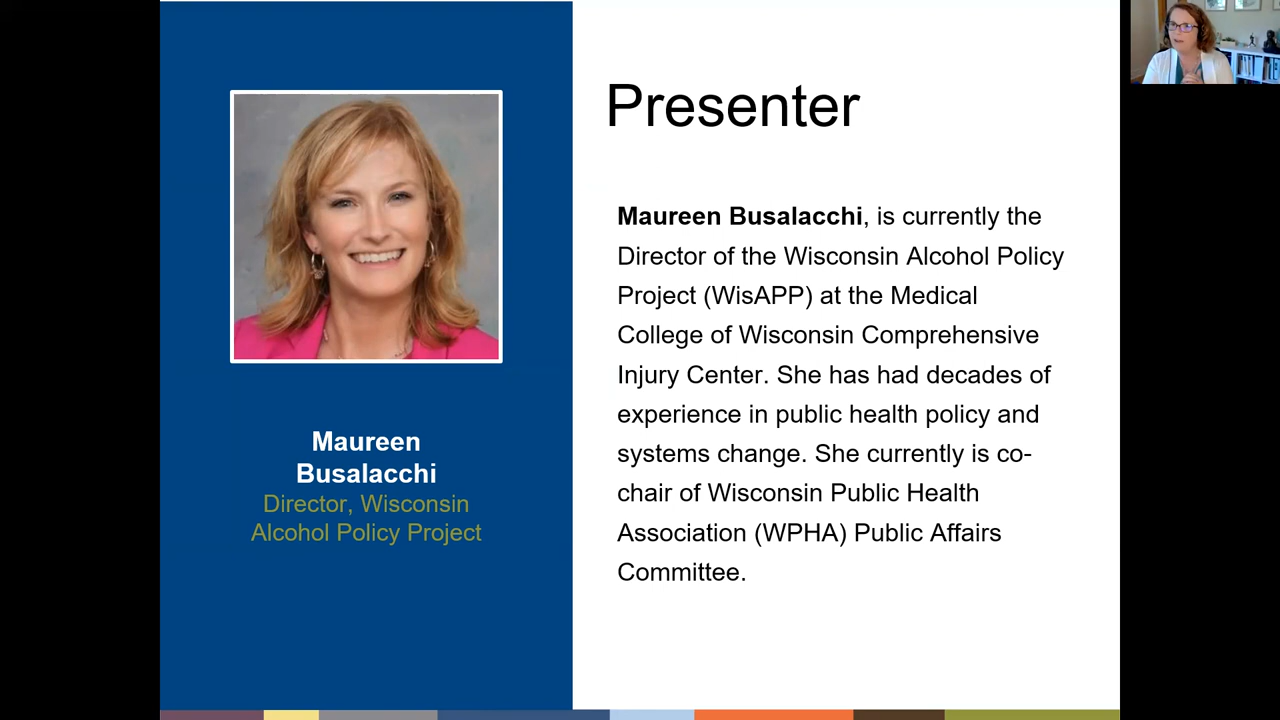 Presenter
Maureen Busalacchi, is currently the
Director of the Wisconsin Alcohol Policy
Project (WisAPP) at the Medical
College of Wisconsin Comprehensive
Injury Center. She has had decades of
experience in public health policy and
systems change. She currently is co-
chair of Wisconsin Public Health
Association (WPHA) Public Affairs
Committee.
Maureen
Busalacchi
Director, Wisconsin
Alcohol Policy Project